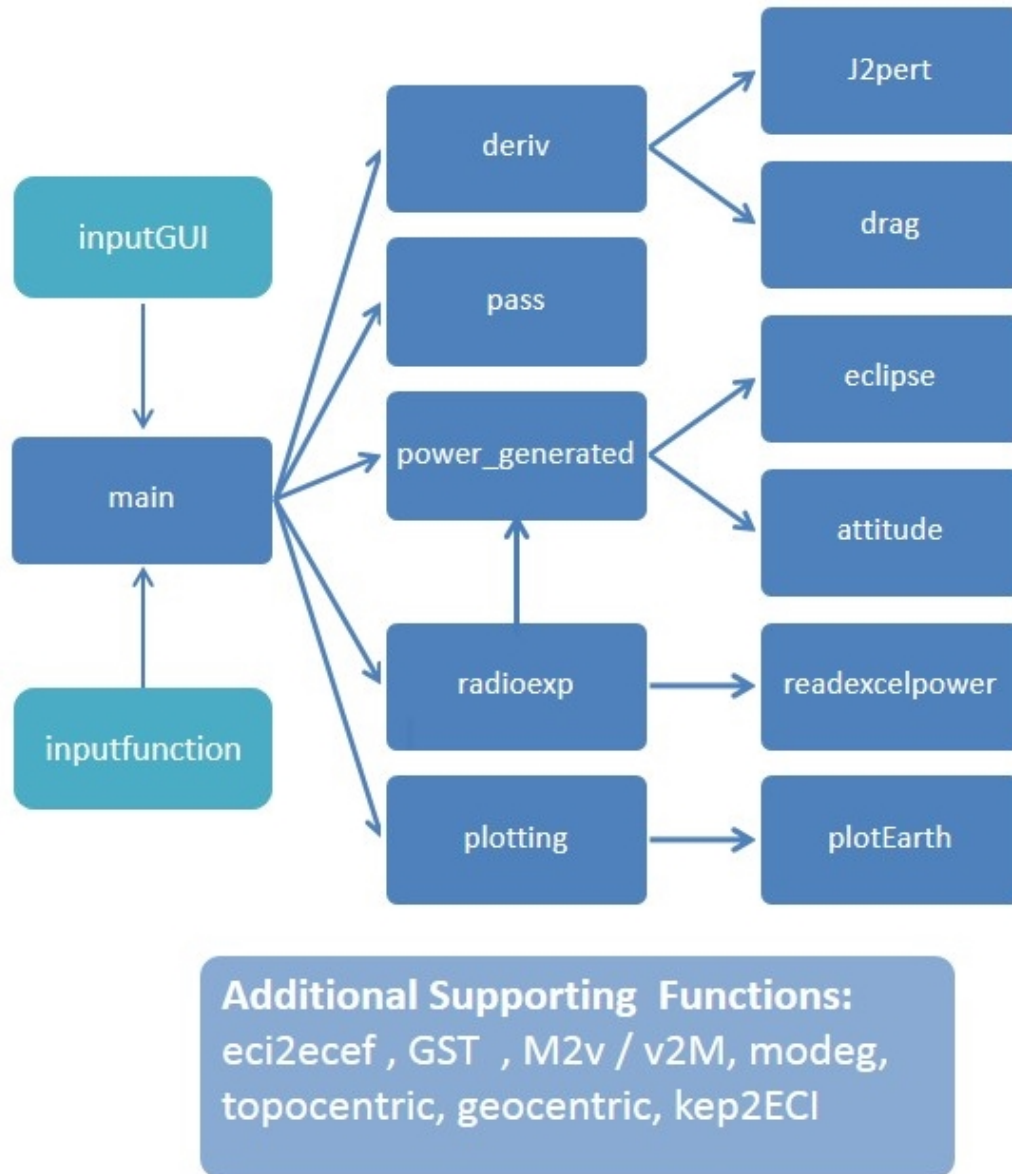 J2pert
deriv
inputGUI
drag
pass
eclipse
power_generated
main
attitude
radioexp
readexcelpower
inputfunction
plotting
plotEarth
Additional Supporting Functions:
eci2ecef , GST , M2v / v2M, modeg,
topocentric, geocentric, kep2ECI